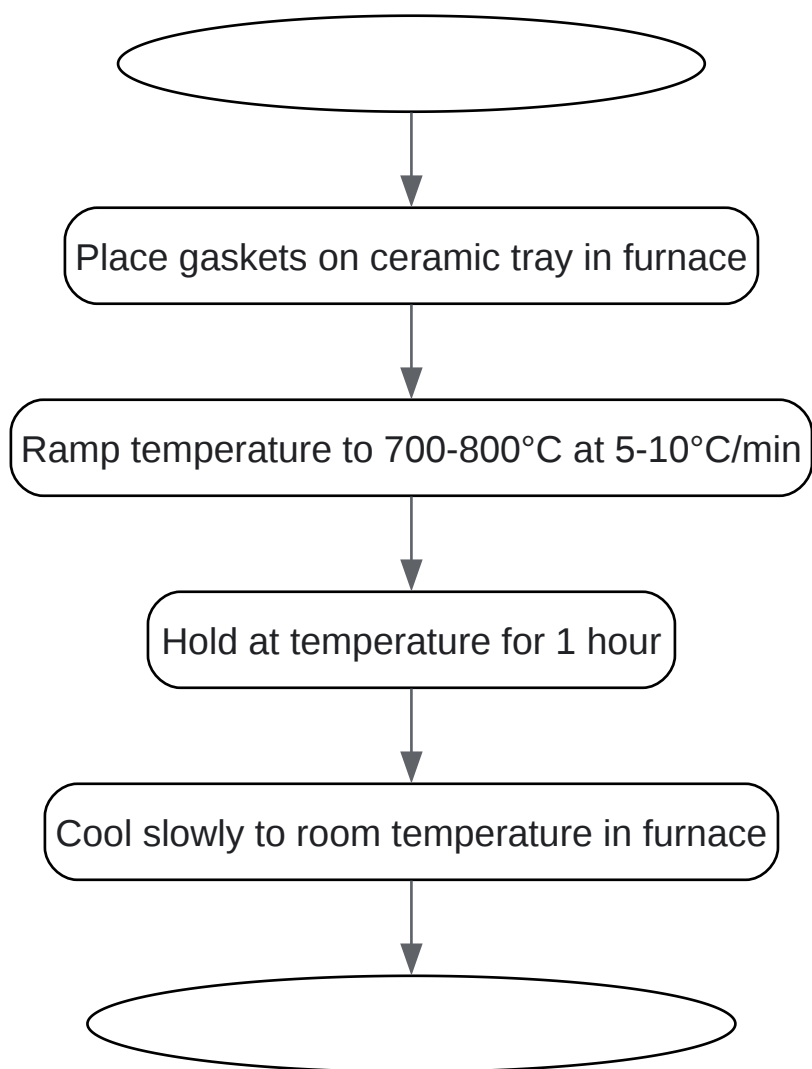 Place gaskets on ceramic tray in furnace
Ramp temperature to 700-800°C at 5-10°C/min
Hold at temperature for 1 hour
Cool slowly to room temperature in furnace